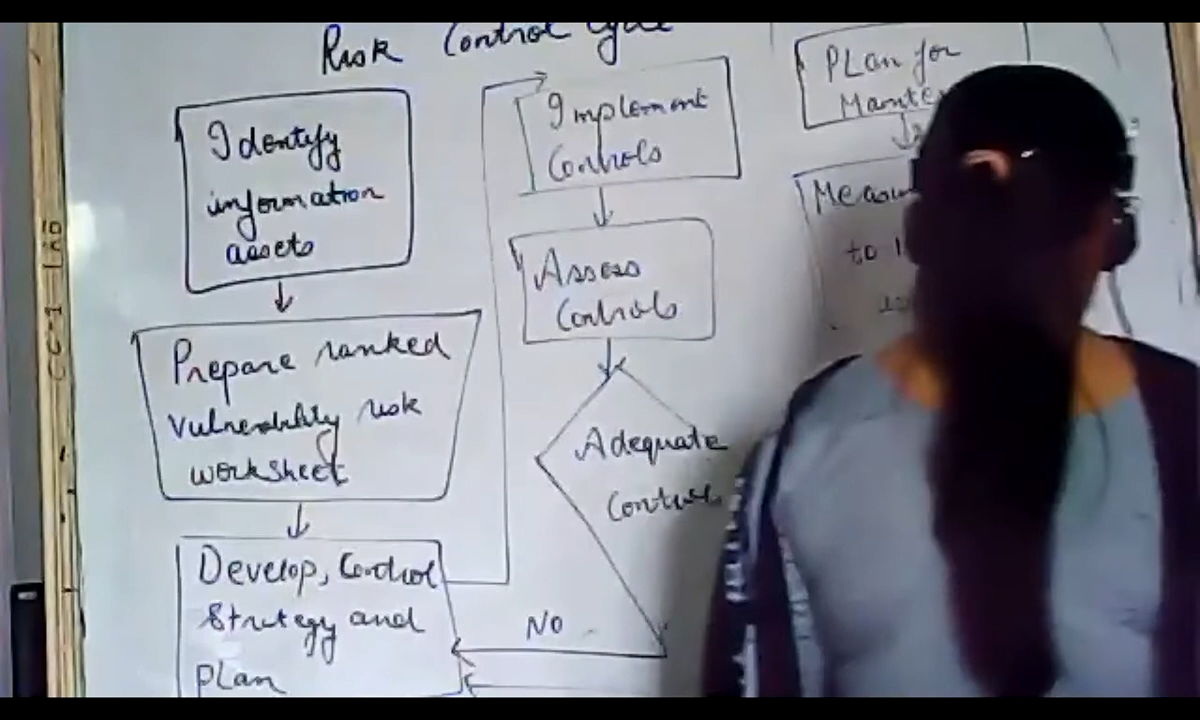 Risk Control Cycle
Identify
information
assets
Prepare ranked
vulnerability risk
worksheet
Develop, Control
Strategy and
Plan
Implement
Controls
Assess
Controls
Adequate
NO
Plan for
to